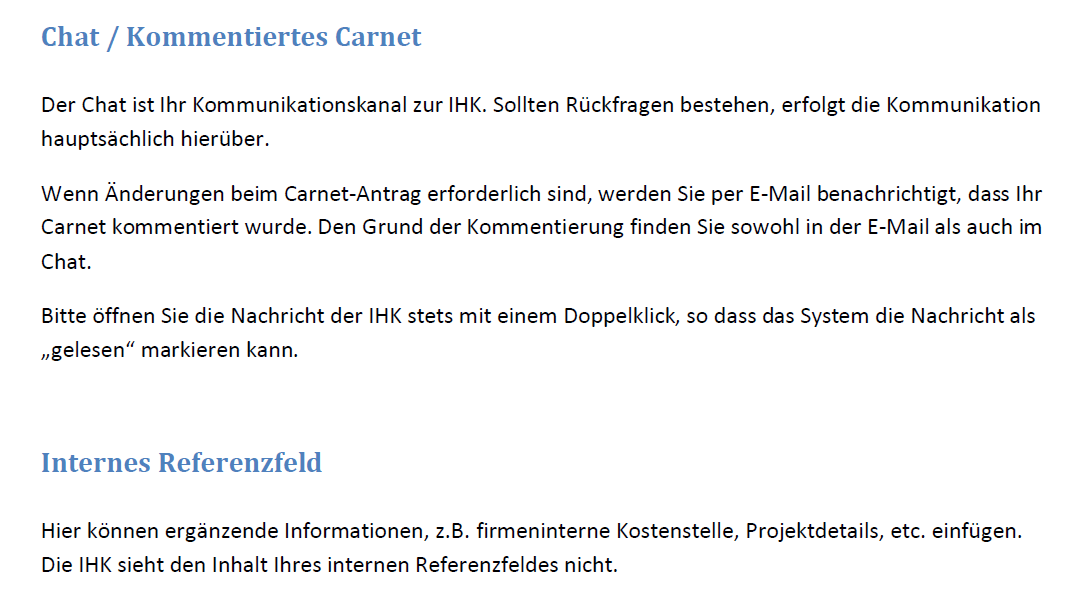 Chat / Kommentiertes Carnet
Der Chat ist Ihr Kommunikationskanal zur IHK. Sollten Rückfragen bestehen, erfolgt die Kommunikation
hauptsächlich hierüber.
Wenn Änderungen beim Carnet-Antrag erforderlich sind, werden Sie per E-Mail benachrichtigt, dass Ihr
Carnet kommentiert wurde. Den Grund der Kommentierung finden Sie sowohl in der E-Mail als auch im
Chat.
Bitte öffnen Sie die Nachricht der IHK stets mit einem Doppelklick, so dass das System die Nachricht als
„gelesen“ markieren kann.
Internes Referenzfeld
Hier können ergänzende Informationen, z.B. firmeninterne Kostenstelle, Projektdetails, etc. einfügen.
Die IHK sieht den Inhalt Ihres internen Referenzfeldes nicht.